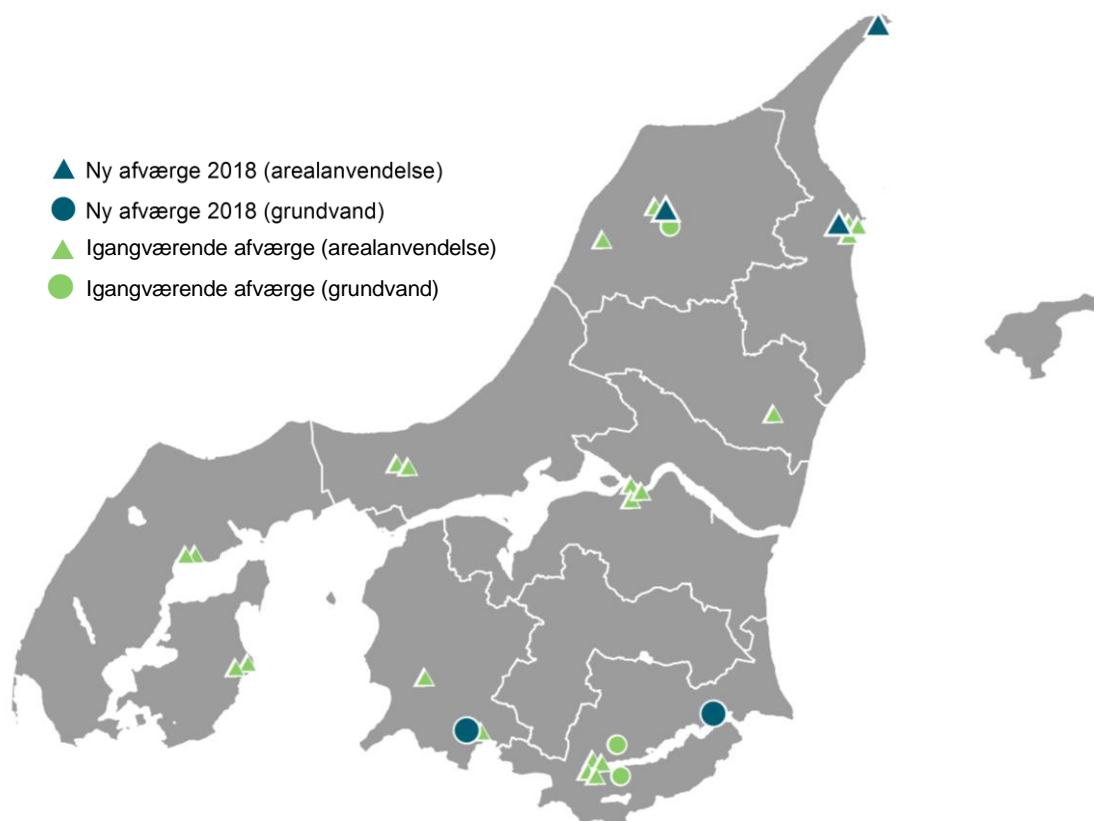 Ny afværge 2018 (arealanvendelse)
Ny afværge 2018 (grundvand)
Igangværende afværge (arealanvendelse)
Igangværende afværge (grundvand)